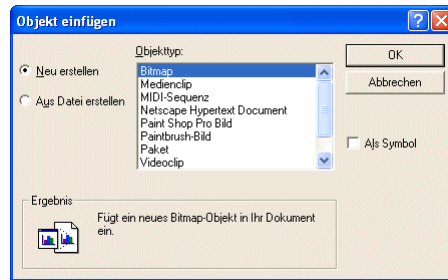 Objekt einfügen
Objekttyp:
Neu erstellen
Aus Datei erstellen
Bitmap
Medienclip
MIDI-Sequenz
Netscape Hypertext Document
Paint Shop Pro Bild
Paintbrush-Bild
Paket
Videoclip
OK
Abbrechen
Als Symbol
Ergebnis
Fügt ein neues Bitmap-Objekt in Ihr Dokument
ein.